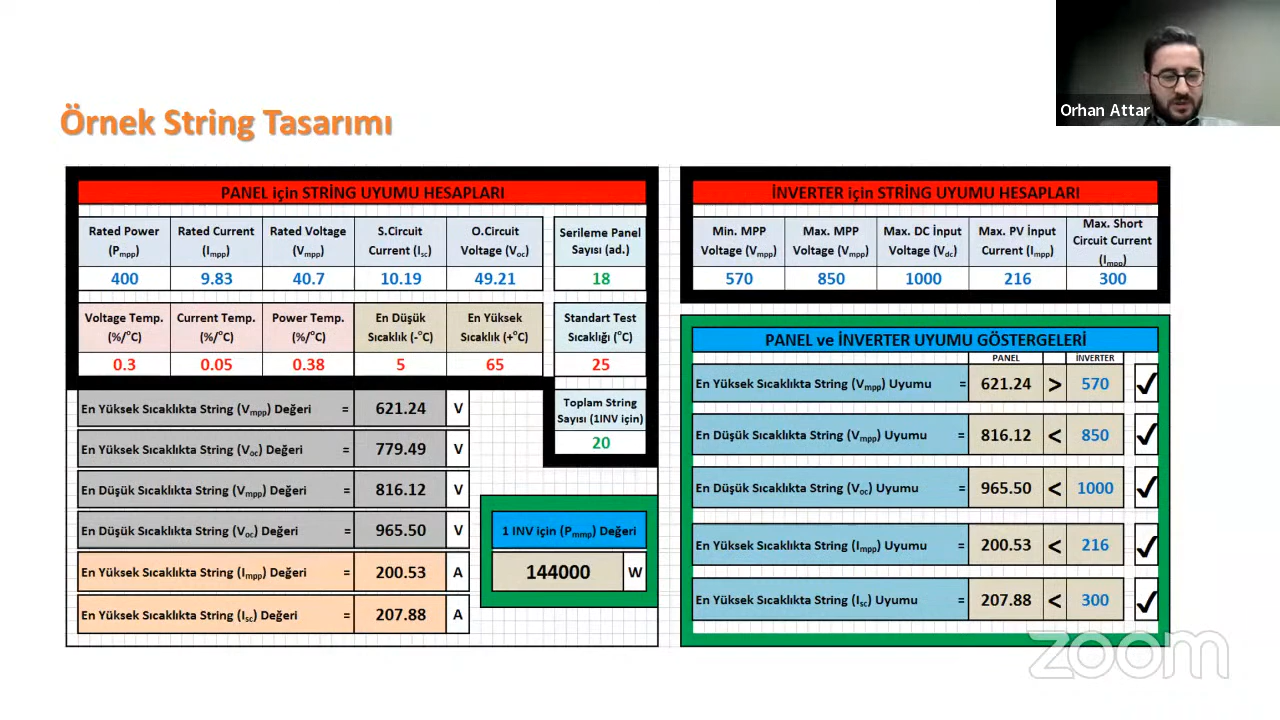 Orhan Attar
Örnek String Tasarımı
PANEL için STRİNG UYUMU HESAPLARI
Rated Power (Pmpp) Rated Current (Impp) Rated Voltage (Vmpp) S.Circuit Current (Isc) O.Circuit Voltage (Voc) Serileme Panel Sayısı (ad.)
400 9.83 40.7 10.19 49.21 18
Voltage Temp. (%/°C) Current Temp. (%/°C) Power Temp. (%/°C) En Düşük Sıcaklık (-°C) En Yüksek Sıcaklık (+°C) Standart Test Sıcaklığı (°C)
0.3 0.05 0.38 5 65 25
En Yüksek Sıcaklıkta String (Vmpp) Değeri = 621.24 V
En Yüksek Sıcaklıkta String (Voc) Değeri = 779.49 V
En Düşük Sıcaklıkta String (Vmpp) Değeri = 816.12 V
En Düşük Sıcaklıkta String (Voc) Değeri = 965.50 V
En Yüksek Sıcaklıkta String (Impp) Değeri = 200.53 A
En Yüksek Sıcaklıkta String (Isc) Değeri = 207.88 A
Toplam String
Sayısı (1INV için)
20
1 INV için (Pmmp) Değeri
144000 W
İNVERTER için STRİNG UYUMU HESAPLARI
Min. MPP Voltage (Vmpp) Max. MPP Voltage (Vmpp) Max. DC İnput Voltage (Vdc) Max. PV İnput Current (Impp) Max. Short Circuit Current (Impp)
570 850 1000 216 300
PANEL ve İNVERTER UYUMU GÖSTERGELERİ
PANEL İNVERTER
En Yüksek Sıcaklıkta String (Vmpp) Uyumu = 621.24 > 570 ✓
En Düşük Sıcaklıkta String (Vmpp) Uyumu = 816.12 < 850 ✓
En Düşük Sıcaklıkta String (Voc) Uyumu = 965.50 < 1000 ✓
En Yüksek Sıcaklıkta String (Impp) Uyumu = 200.53 < 216 ✓
En Yüksek Sıcaklıkta String (Isc) Uyumu = 207.88 < 300 ✓
zoom